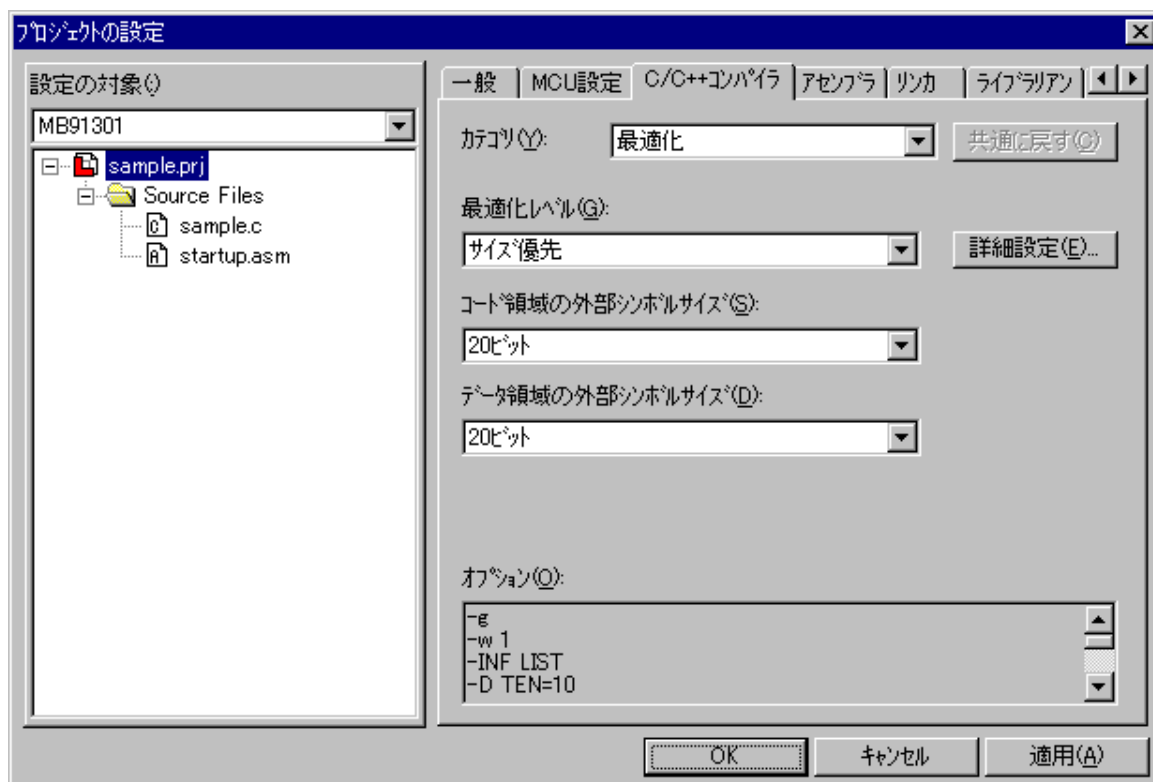 ﾌﾟﾛｼﾞｪｸﾄの設定
設定の対象(I)
MB91301
sample.prj
Source Files
sample.c
startup.asm
一般
MCU設定
C/C++ｺﾝﾊﾟｲﾗ
ｱｾﾝﾌﾞﾗ
ﾘﾝｶ
ﾗｲﾌﾞﾗﾘｱﾝ
ｶﾃｺﾞﾘ(Y):
最適化
共通に戻す(C)
最適化ﾚﾍﾞﾙ(G):
ｻｲｽﾞ優先
詳細設定(E)...
ｺｰﾄﾞ領域の外部ｼﾝﾎﾞﾙｻｲｽﾞ(S):
20ﾋﾞｯﾄ
ﾃﾞｰﾀ領域の外部ｼﾝﾎﾞﾙｻｲｽﾞ(D):
20ﾋﾞｯﾄ
ｵﾌﾟｼｮﾝ(O):
-g
-w 1
-INF LIST
-D TEN=10
OK
ｷｬﾝｾﾙ
適用(A)